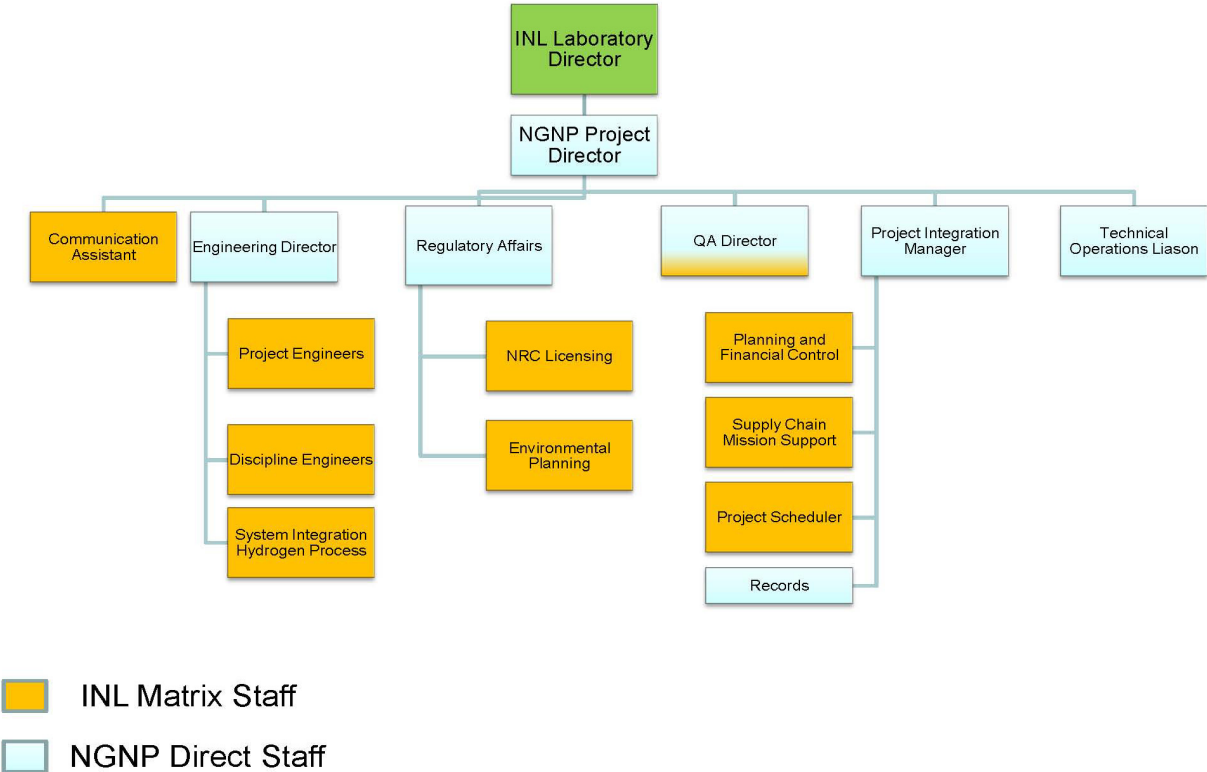 INL Laboratory
Director
NGNP Project
Director
Communication
Assistant
Engineering Director
Regulatory Affairs
QA Director
Project Integration
Manager
Technical
Operations Liason
Project Engineers
Discipline Engineers
System Integration
Hydrogen Process
NRC Licensing
Environmental
Planning
Planning and
Financial Control
Supply Chain
Mission Support
Project Scheduler
Records
INL Matrix Staff
NGNP Direct Staff